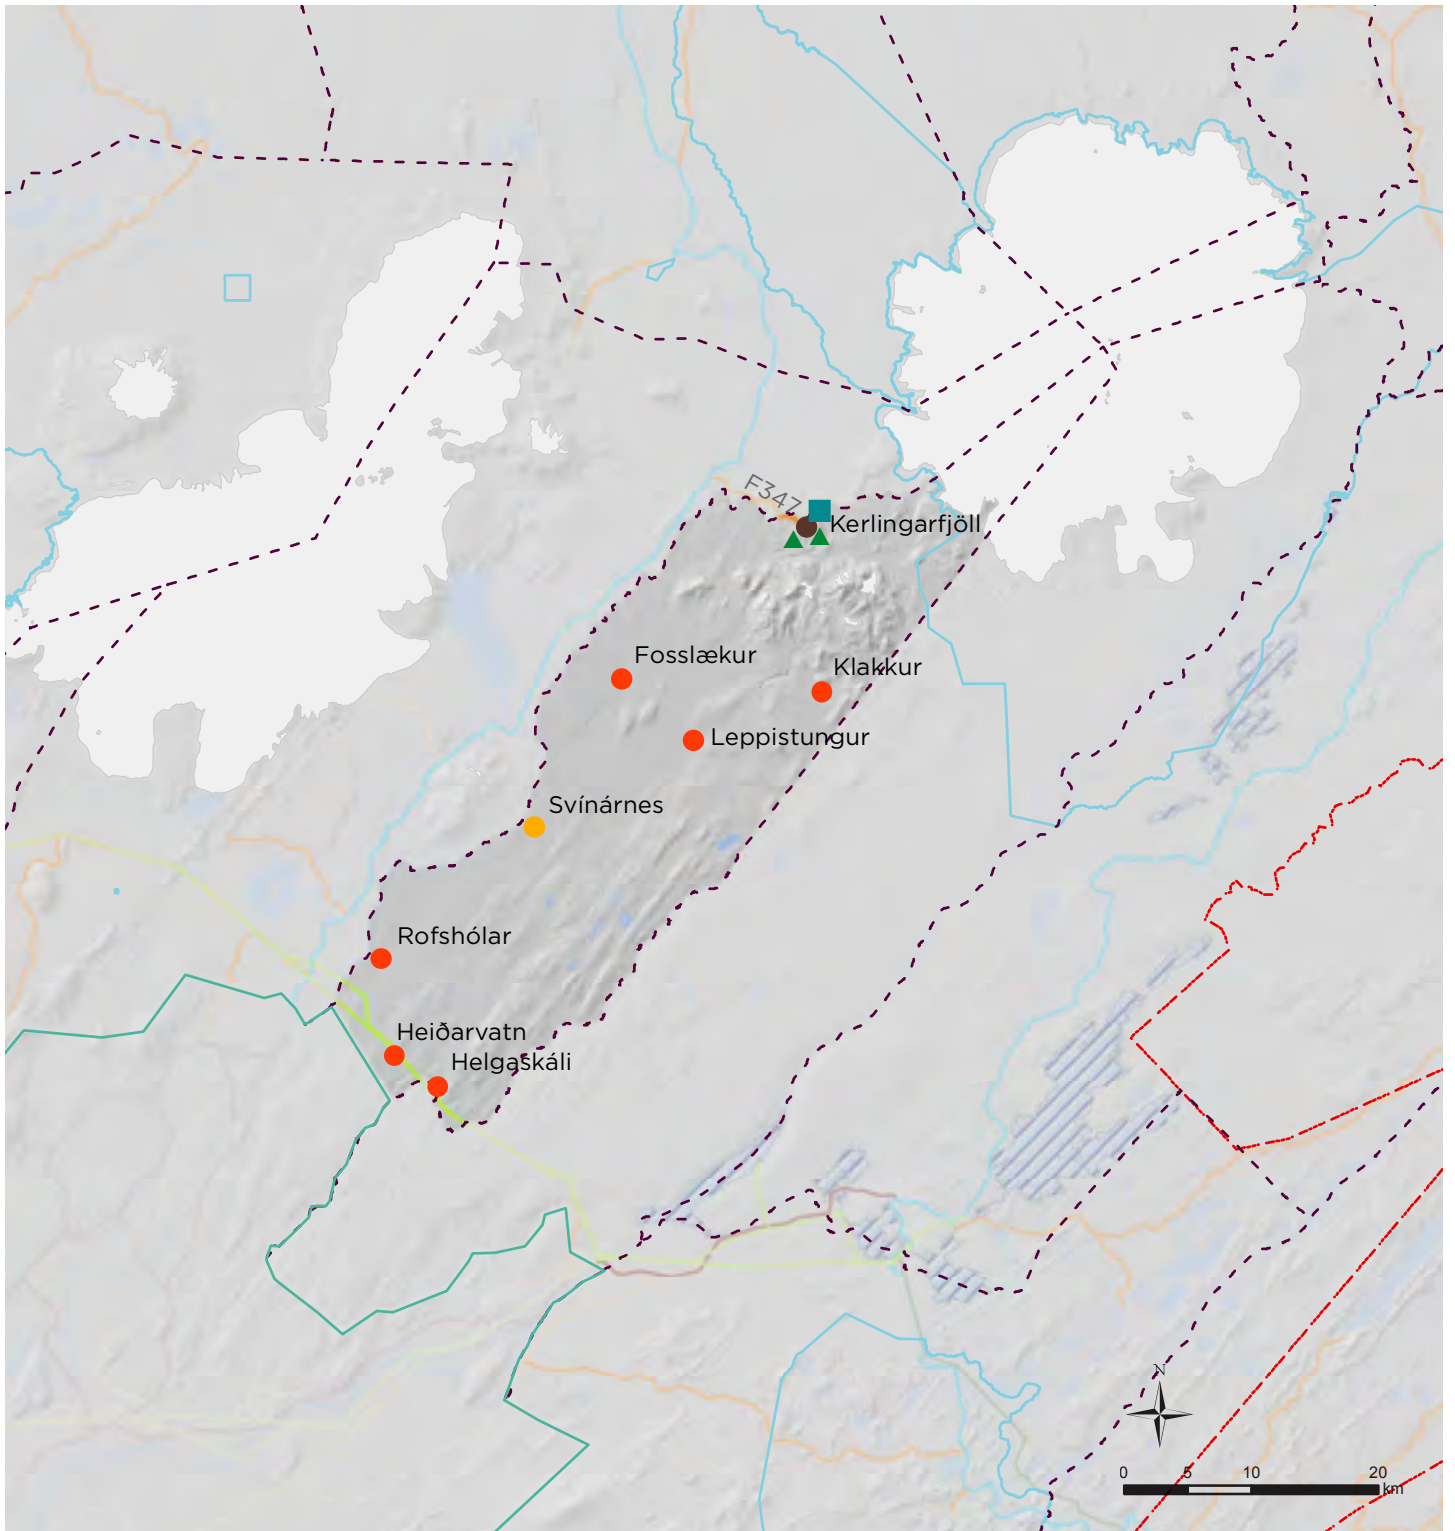 F347
Kerlingarfjöll
Fosslækur
Klakkur
Leppistungur
Svínárnes
Rofshólar
Heiðarvatn
Helgaskáli
N
0 5 10 20
km